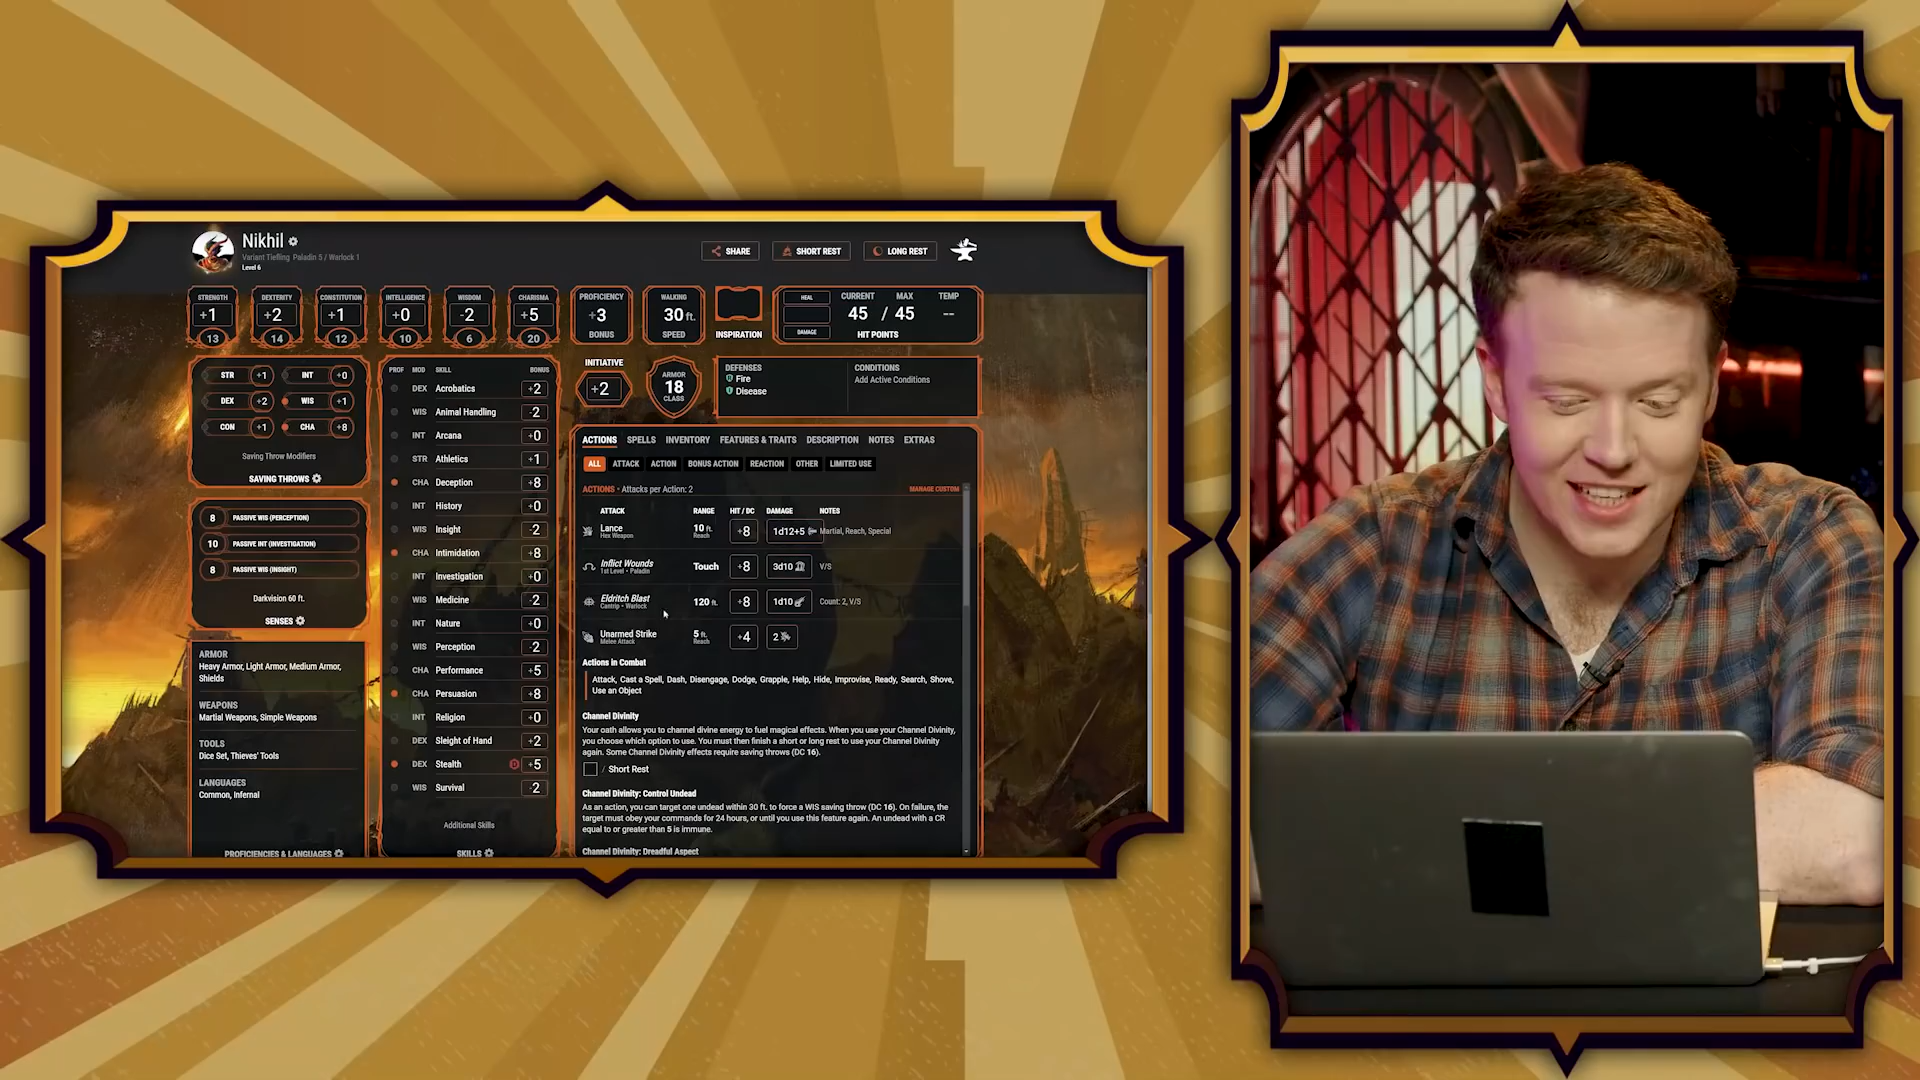 Nikhil
Variant Tiefling Paladin 5 / Warlock 1
Level 6
SHARE
SHORT REST
LONG REST
STRENGTH
+1
13
DEXTERITY
+2
14
CONSTITUTION
+1
12
INTELLIGENCE
+0
10
WISDOM
-2
6
CHARISMA
+5
20
PROFICIENCY
+3
BONUS
WALKING
30 ft.
SPEED
INSPIRATION
HEAL
DAMAGE
CURRENT MAX TEMP
45 / 45 --
HIT POINTS
STR +1 INT +0
DEX +2 WIS +1
CON +1 CHA +8
Saving Throw Modifiers
SAVING THROWS
8 PASSIVE WIS (PERCEPTION)
10 PASSIVE INT (INVESTIGATION)
8 PASSIVE WIS (INSIGHT)
Darkvision 60 ft.
SENSES
ARMOR
Heavy Armor, Light Armor, Medium Armor,
Shields
WEAPONS
Martial Weapons, Simple Weapons
TOOLS
Dice Set, Thieves' Tools
LANGUAGES
Common, Infernal
PROFICIENCIES & LANGUAGES
PROF MOD SKILL BONUS
DEX Acrobatics +2
WIS Animal Handling -2
INT Arcana +0
STR Athletics +1
CHA Deception +8
INT History +0
WIS Insight -2
CHA Intimidation +8
INT Investigation +0
WIS Medicine -2
INT Nature +0
WIS Perception -2
CHA Performance +5
CHA Persuasion +8
INT Religion +0
DEX Sleight of Hand +2
DEX Stealth D +5
WIS Survival -2
Additional Skills
SKILLS
INITIATIVE
+2
ARMOR
18
CLASS
DEFENSES
Fire
Disease
CONDITIONS
Add Active Conditions
ACTIONS SPELLS INVENTORY FEATURES & TRAITS DESCRIPTION NOTES EXTRAS
ALL ATTACK ACTION BONUS ACTION REACTION OTHER LIMITED USE
ACTIONS • Attacks per Action: 2 MANAGE CUSTOM
ATTACK RANGE HIT / DC DAMAGE NOTES
Lance 10 ft. +8 1d12+5 Martial, Reach, Special
Hex Weapon Reach
Inflict Wounds Touch +8 3d10 V/S
1st Level • Paladin
Eldritch Blast 120 ft. +8 1d10 Count: 2, V/S
Cantrip • Warlock
Unarmed Strike 5 ft. +4 2
Melee Attack Reach
Actions in Combat
Attack, Cast a Spell, Dash, Disengage, Dodge, Grapple, Help, Hide, Improvise, Ready, Search, Shove,
Use an Object
Channel Divinity
Your oath allows you to channel divine energy to fuel magical effects. When you use your Channel Divinity,
you choose which option to use. You must then finish a short or long rest to use your Channel Divinity
again. Some Channel Divinity effects require saving throws (DC 16).
/ Short Rest
Channel Divinity: Control Undead
As an action, you can target one undead within 30 ft. to force a WIS saving throw (DC 16). On failure, the
target must obey your commands for 24 hours, or until you use this feature again. An undead with a CR
equal to or greater than 5 is immune.
Channel Divinity: Dreadful Aspect